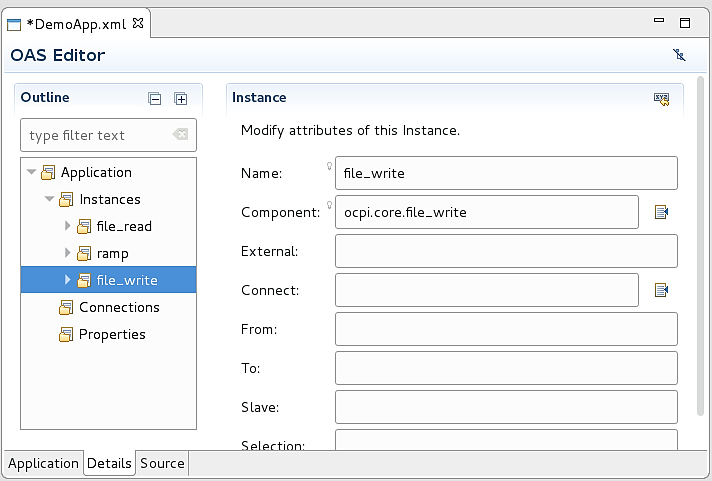 *DemoApp.xml
OAS Editor
Outline
type filter text
Application
Instances
file_read
ramp
file_write
Connections
Properties
Instance
Modify attributes of this Instance.
Name: file_write
Component: ocpi.core.file_write
External:
Connect:
From:
To:
Slave:
Selection:
Application Details Source